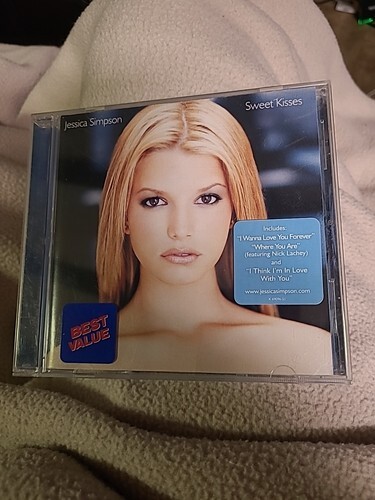 Jessica Simpson
Sweet Kisses
Includes:
"I Wanna Love You Forever"
"Where You Are"
(featuring Nick Lachey)
and
"I Think I'm In Love
With You"
www.jessicasimpson.com
BEST
VALUE